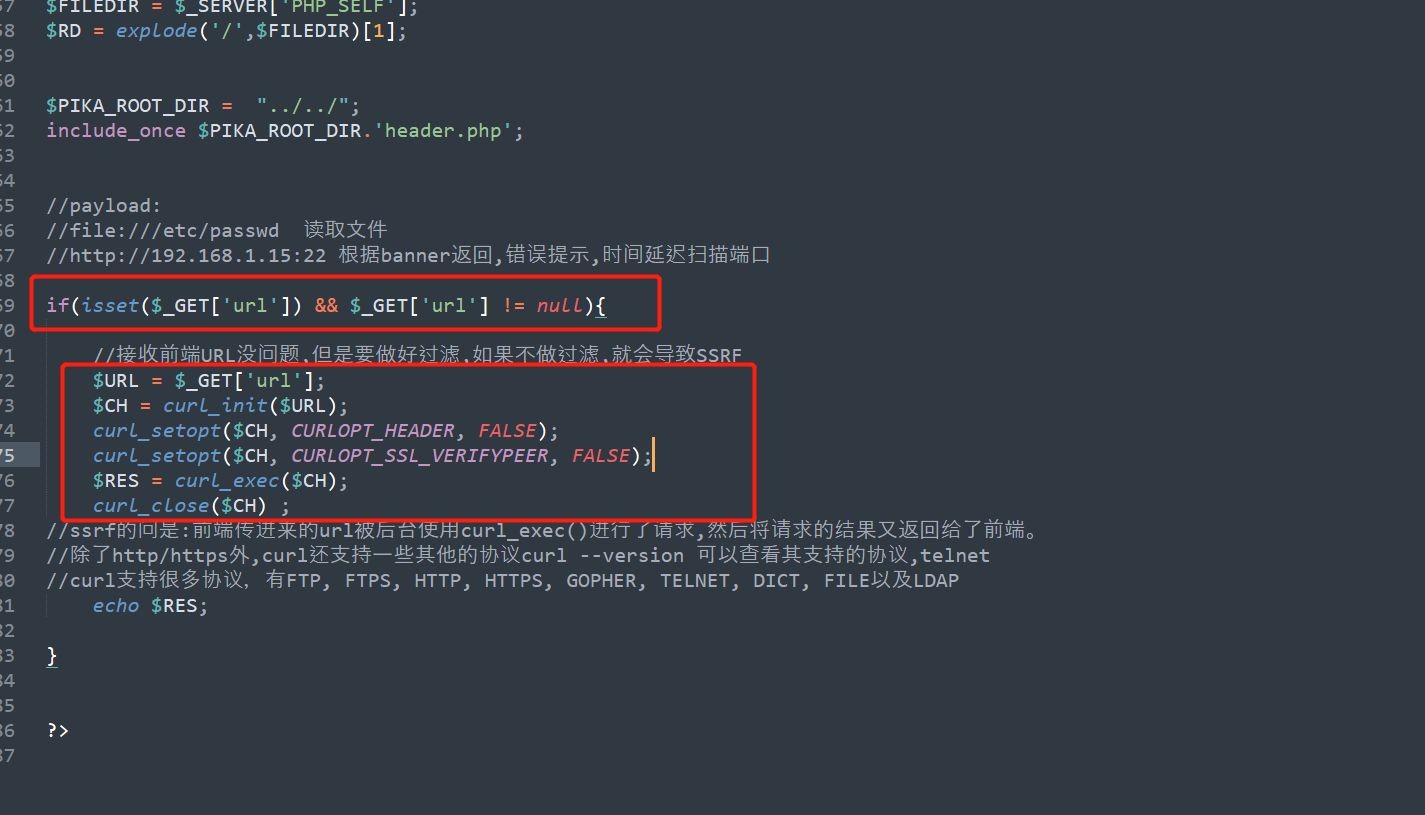 57 $FILEDIR = $_SERVER['PHP_SELF'];
58 $RD = explode('/',$FILEDIR)[1];
59
60
61 $PIKA_ROOT_DIR =  "../../";
62 include_once $PIKA_ROOT_DIR.'header.php';
63
64
65 //payload:
66 //file:///etc/passwd  读取文件
67 //http://192.168.1.15:22 根据banner返回,错误提示,时间延迟扫描端口
68
69 if(isset($_GET['url']) && $_GET['url'] != null){
70
71     //接收前端URL没问题,但是要做好过滤,如果不做过滤,就会导致SSRF
72     $URL = $_GET['url'];
73     $CH = curl_init($URL);
74     curl_setopt($CH, CURLOPT_HEADER, FALSE);
75     curl_setopt($CH, CURLOPT_SSL_VERIFYPEER, FALSE);
76     $RES = curl_exec($CH);
77     curl_close($CH) ;
78 //ssrf的问是:前端传进来的url被后台使用curl_exec()进行了请求,然后将请求的结果又返回给了前端。
79 //除了http/https外,curl还支持一些其他的协议curl --version 可以查看其支持的协议,telnet
80 //curl支持很多协议，有FTP, FTPS, HTTP, HTTPS, GOPHER, TELNET, DICT, FILE以及LDAP
81     echo $RES;
82
83 }
84
85
86 ?>
87